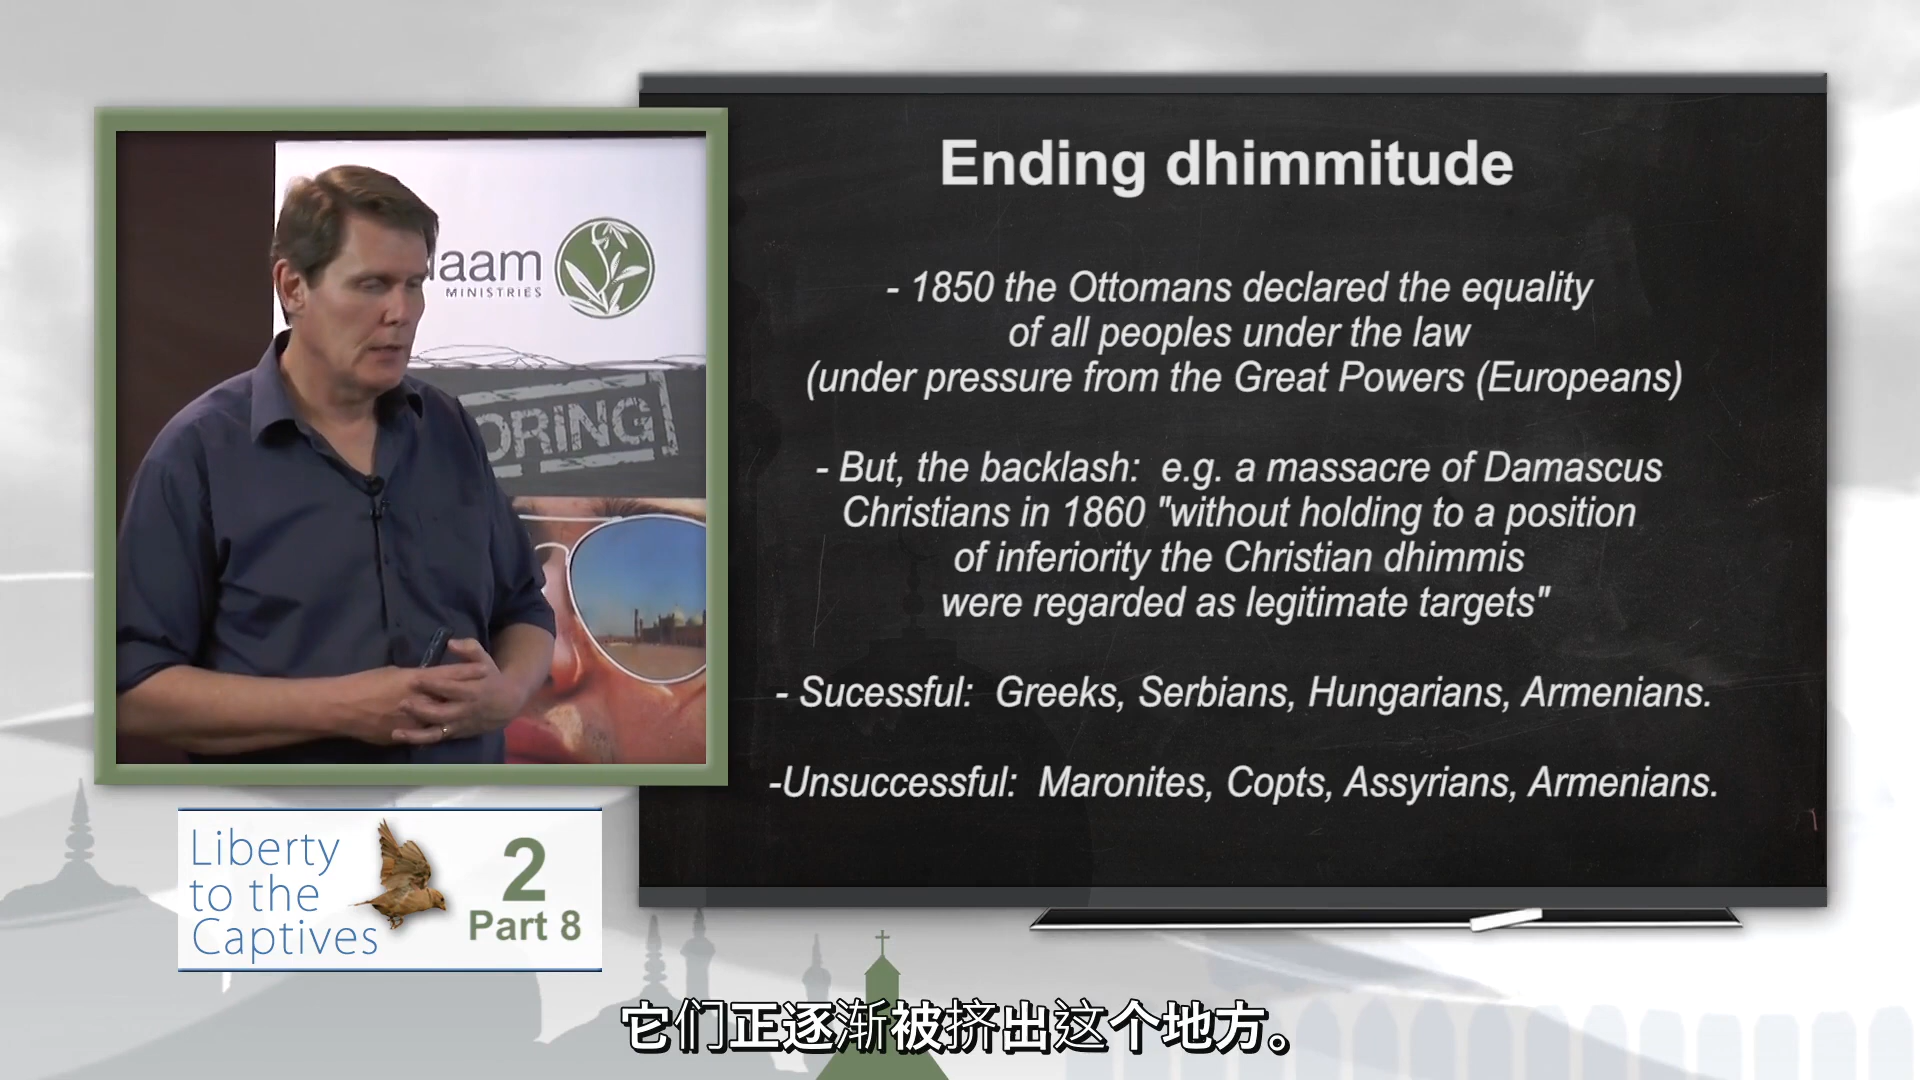 Ending dhimmitude
- 1850 the Ottomans declared the equality
of all peoples under the law
(under pressure from the Great Powers (Europeans)
- But, the backlash: e.g. a massacre of Damascus
Christians in 1860 "without holding to a position
of inferiority the Christian dhimmis
were regarded as legitimate targets"
- Sucessful: Greeks, Serbians, Hungarians, Armenians.
-Unsuccessful: Maronites, Copts, Assyrians, Armenians.
aam
MINISTRIES
ORING]
Liberty
to the
Captives
2
Part 8
它们正逐渐被挤出这个地方。